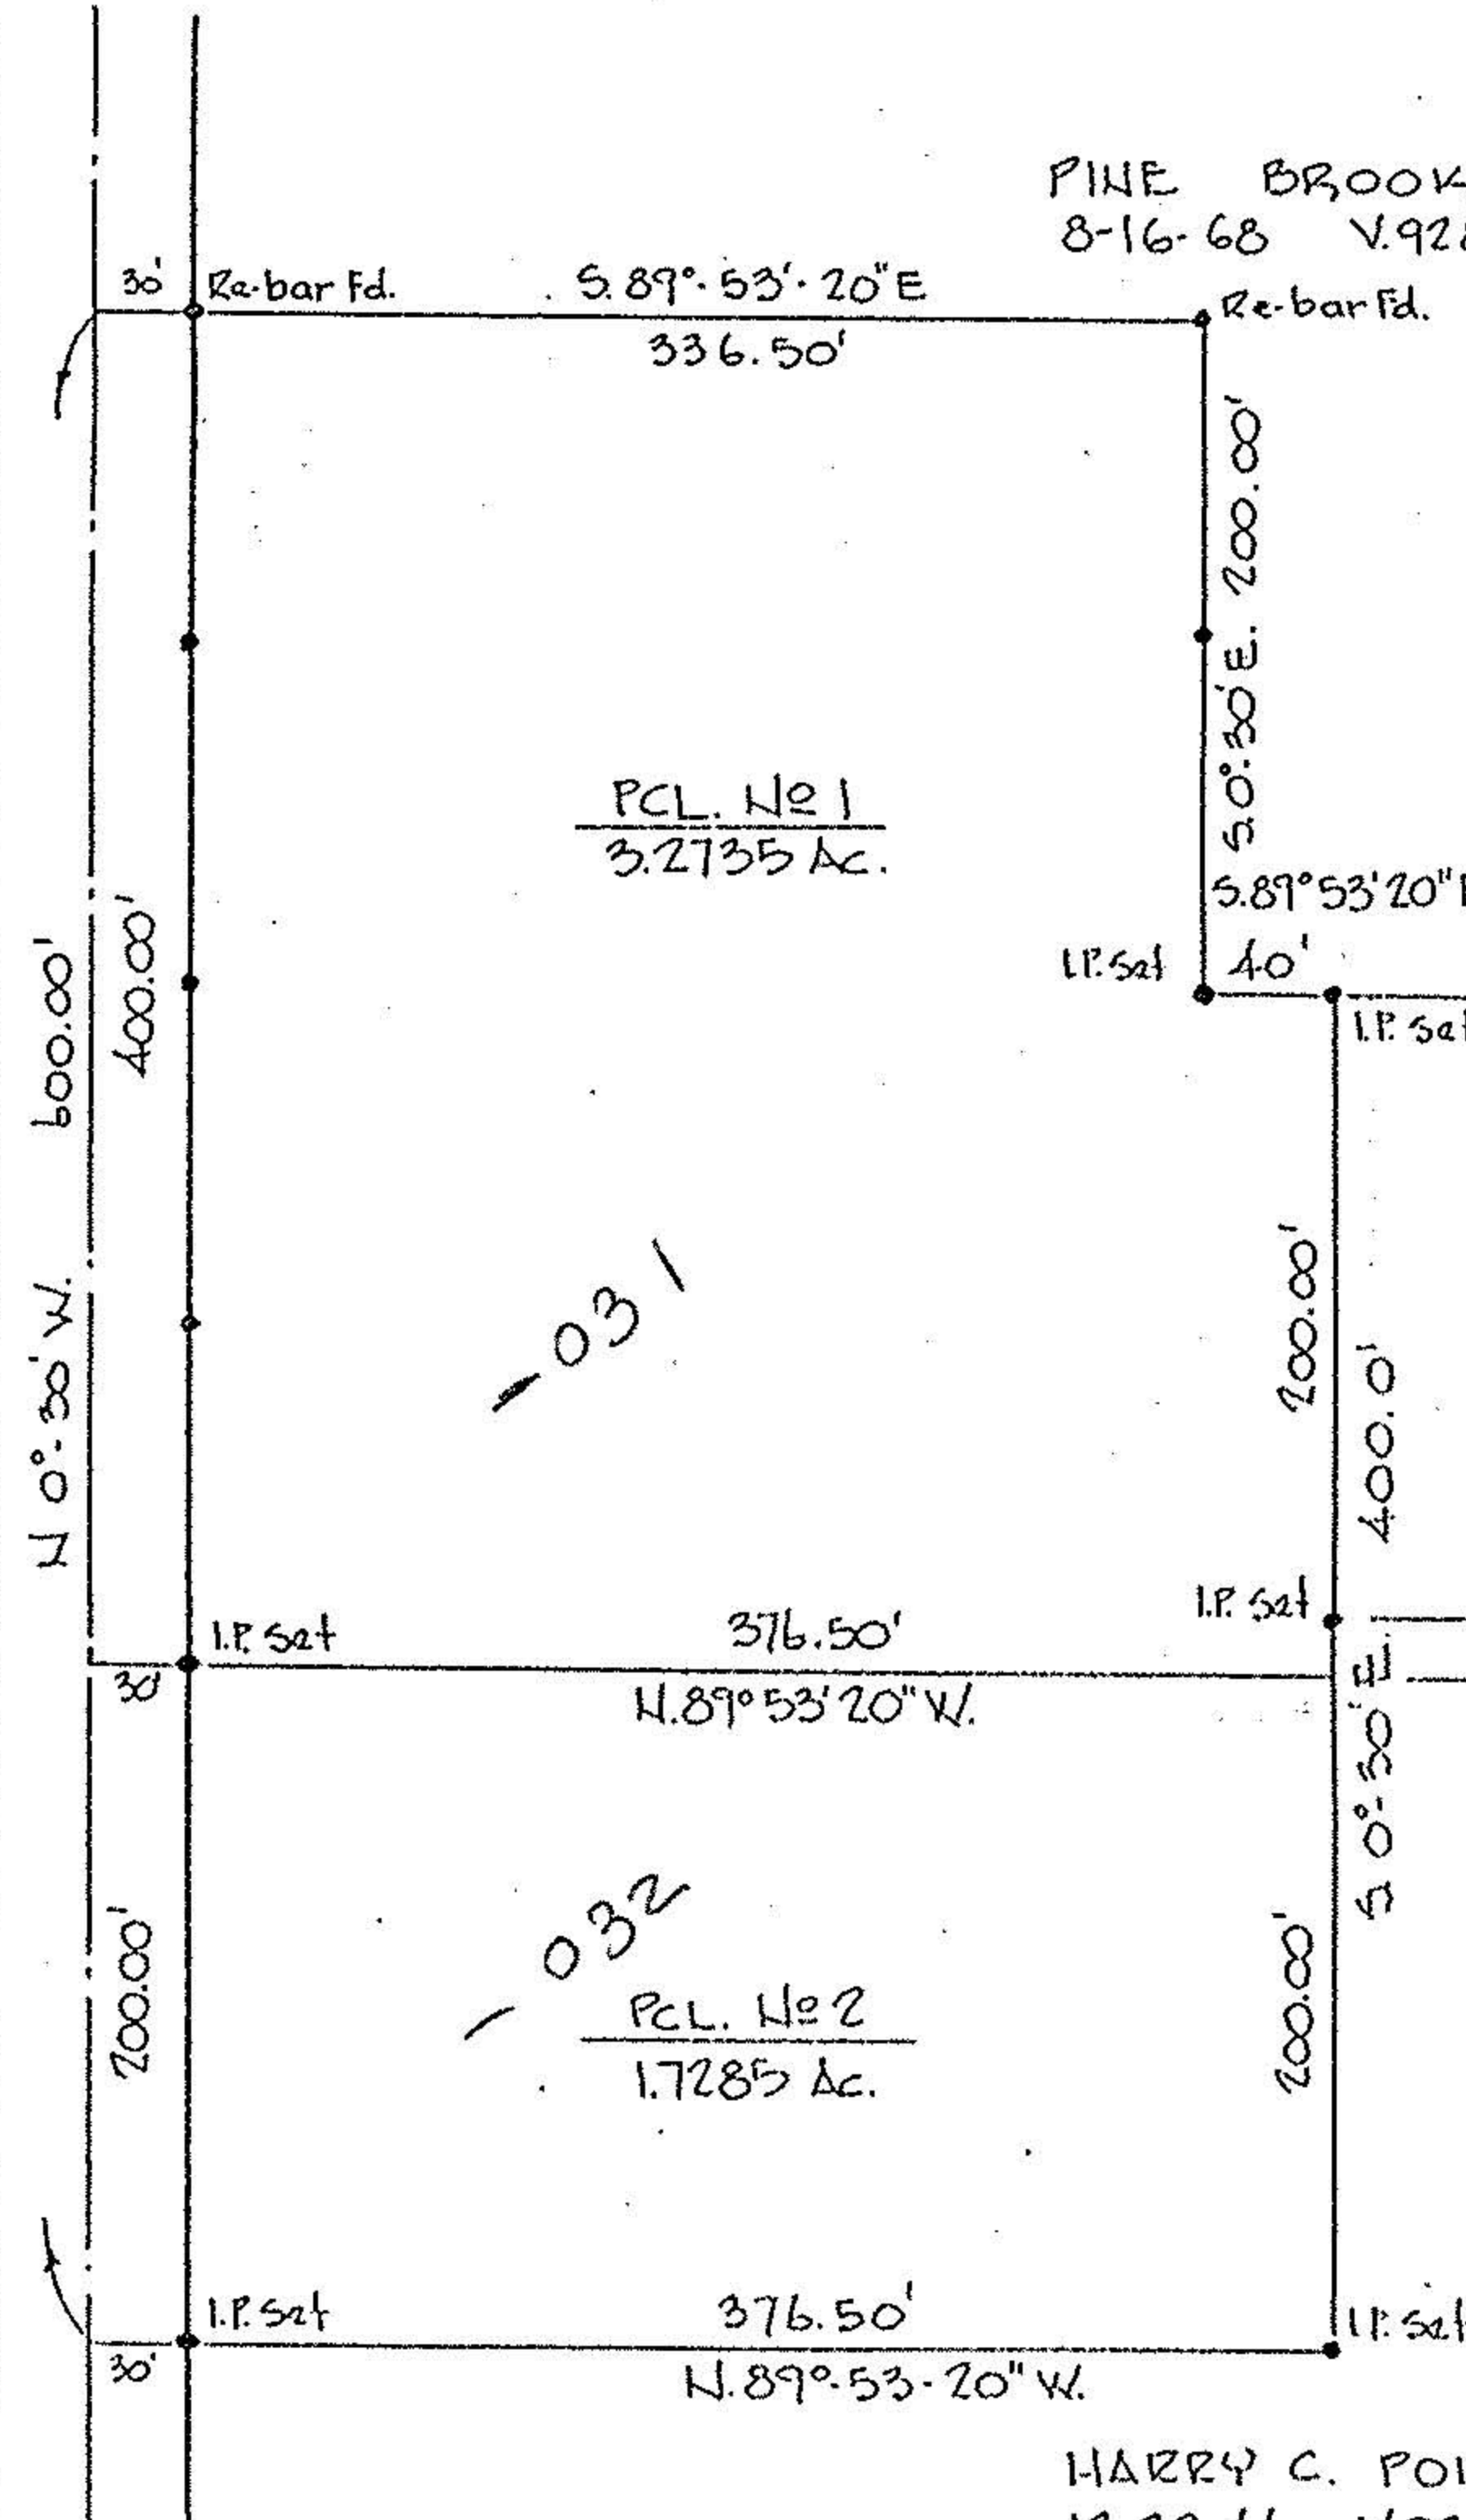 PINE BROOK
8-16-68 V.928
30' Re-bar Fd. S. 89°-53'-20" E Re-bar Fd.
336.50'
S.0°-30'E. 200.00'
PCL. No 1
3.2735 Ac.
S.89°53'20"
I.P. Set 40'
I.P. Set
400.00'
N 0°-30' W. 600.00'
-031
200.00'
S 0°-30' E 400.0'
I.P. Set
I.P. Set 376.50'
30' N.89°53'20" W.
-032
200.00'
200.00'
PCL. No 2
1.7285 Ac.
I.P. Set 376.50' I.P. Set
30' N.89°-53-20" W.
HARRY C.